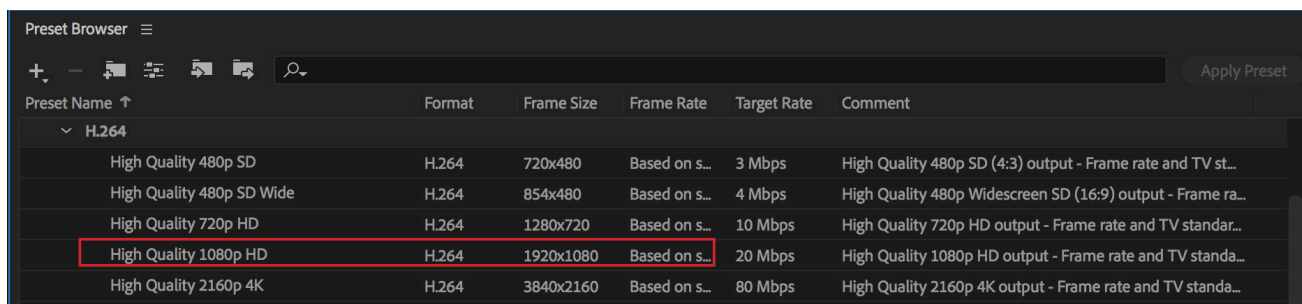 Preset Browser
Apply Preset
Preset Name Format Frame Size Frame Rate Target Rate Comment
H.264
High Quality 480p SD H.264 720x480 Based on s... 3 Mbps High Quality 480p SD (4:3) output - Frame rate and TV st...
High Quality 480p SD Wide H.264 854x480 Based on s... 4 Mbps High Quality 480p Widescreen SD (16:9) output - Frame ra...
High Quality 720p HD H.264 1280x720 Based on s... 10 Mbps High Quality 720p HD output - Frame rate and TV standar...
High Quality 1080p HD H.264 1920x1080 Based on s... 20 Mbps High Quality 1080p HD output - Frame rate and TV standa...
High Quality 2160p 4K H.264 3840x2160 Based on s... 80 Mbps High Quality 2160p 4K output - Frame rate and TV standa...